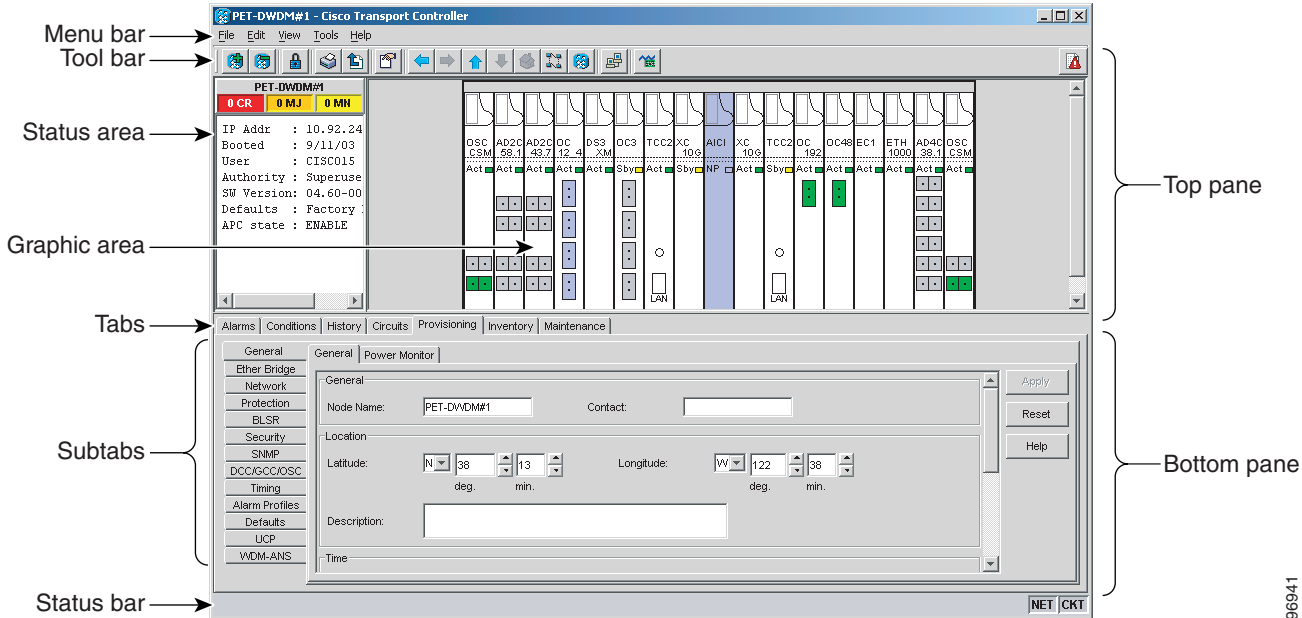 PET-DWDM#1 - Cisco Transport Controller
Menu bar
File Edit View Tools Help
Tool bar
PET-DWDM#1
0 CR 0 MJ 0 MN
Status area
IP Addr : 10.92.24
Booted : 9/11/03
User : CISCO15
Authority : Superuse
SW Version: 04.60-00
Defaults : Factory
APC state : ENABLE
Graphic area
OSC AD2C AD2C OC DS3 OC3 TCC2 XC AICI XC TCC2 OC OC48 EC1 ETH AD4C OSC
CSM 58.1 43.7 12_4 XM 10G 10G 192 1000 38.1 CSM
Act Act Act Act Act Sby Act Sby NP Act Sby Act Act Act Act Act Act
LAN LAN
Top pane
Tabs
Alarms Conditions History Circuits Provisioning Inventory Maintenance
Subtabs
General
Ether Bridge
Network
Protection
BLSR
Security
SNMP
DCC/GCC/OSC
Timing
Alarm Profiles
Defaults
UCP
WDM-ANS
General Power Monitor
General
Node Name: PET-DWDM#1 Contact:
Location
Latitude: N 38 13 Longitude: W 122 38
deg. min. deg. min.
Description:
Time
Apply
Reset
Help
Bottom pane
Status bar
NET CKT
96941